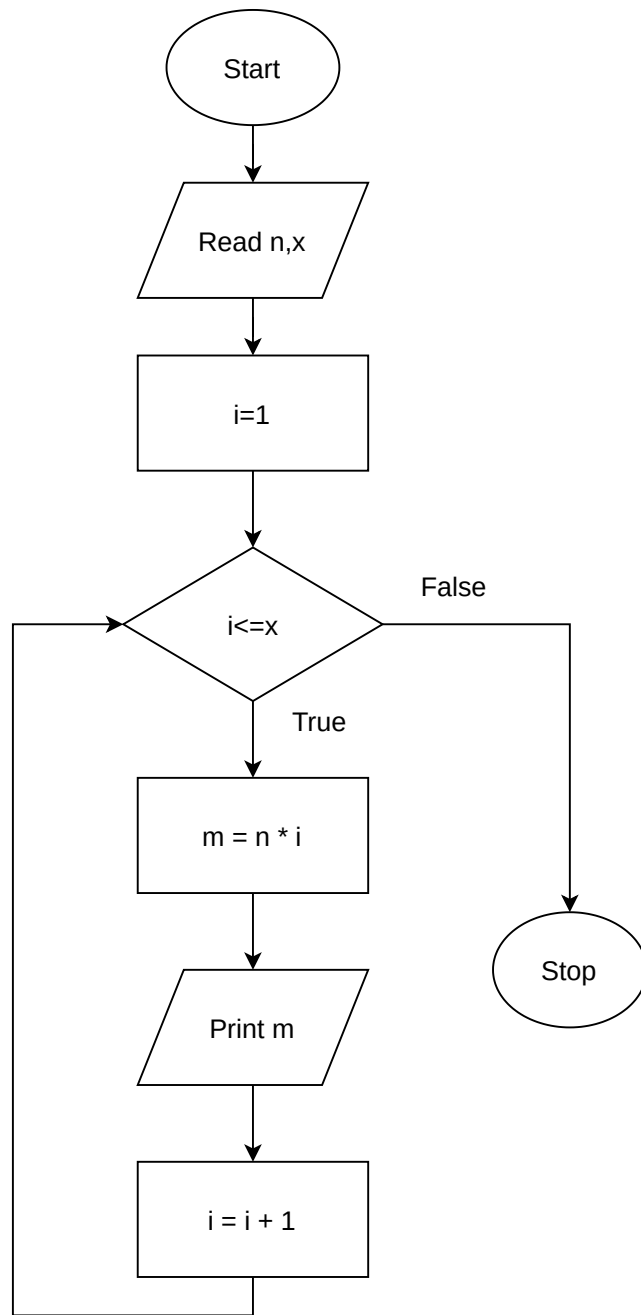 Start
Read n,x
i=1
i<=x
False
True
m = n * i
Print m
Stop
i = i + 1